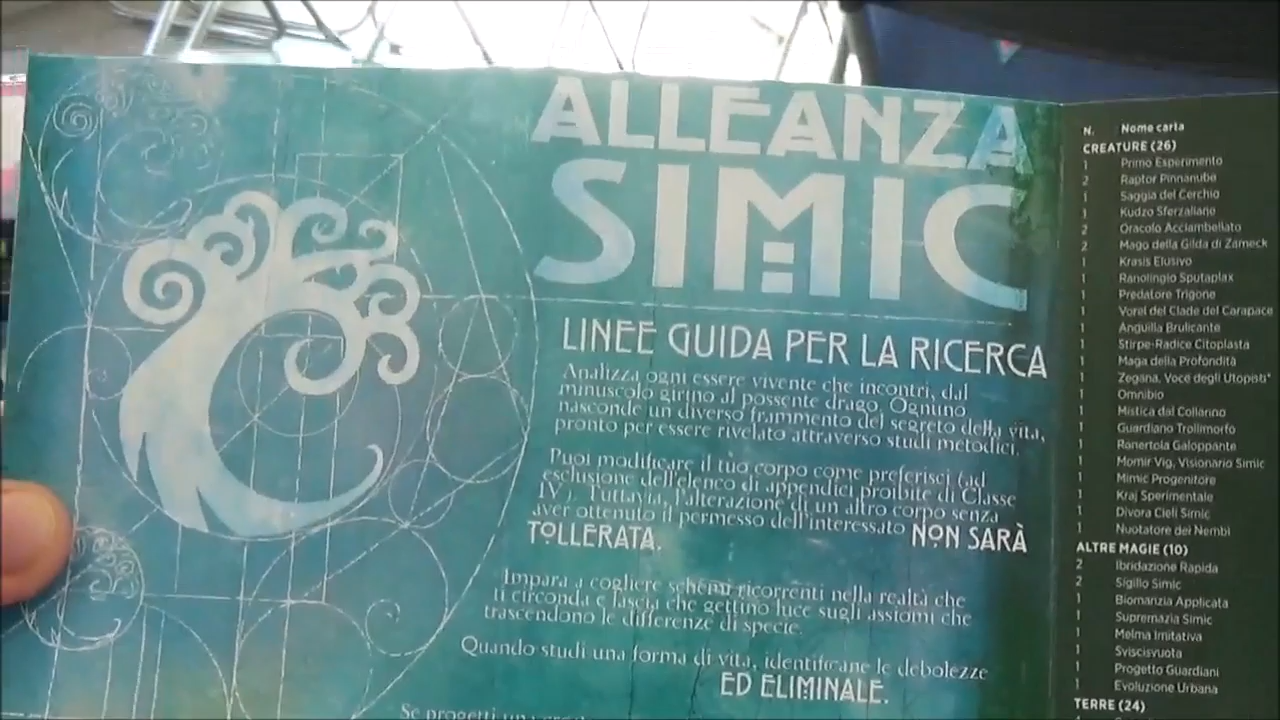 ALLEANZA
SIMIC
LINEE GUIDA PER LA RICERCA
Analizza ogni essere vivente che incontri, dal
minuscolo girino al possente drago. Ognuno
nasconde un diverso frammento del segreto della vita,
pronto per essere rivelato attraverso studi metodici.
Puoi modificare il tuo corpo come preferisci (ad
esclusione dell'elenco di appendici proibite di Classe
IV). Tuttavia, l'alterazione di un altro corpo senza
aver ottenuto il permesso dell'interessato NON SARÀ
TOLLERATA.
Impara a cogliere schemi ricorrenti nella realtà che
ti circonda e lascia che gettino luce sugli assiomi che
trascendono le differenze di specie.
Quando studi una forma di vita, identificane le debolezze
ED ELIMINALE.
Se progetti una
N. Nome carta
CREATURE (26)
1 Primo Esperimento
2 Raptor Pinnanube
1 Saggia del Cerchio
1 Kudzo Sferzaliano
2 Oracolo Acciambellato
2 Mago della Gilda di Zameck
1 Krasis Elusivo
1 Ranolingio Sputaplax
1 Predatore Trigone
1 Vorel del Clade del Carapace
1 Anguilla Brulicante
1 Stirpe-Radice Citoplasta
1 Maga della Profondità
1 Zegana, Voce degli Utopisti*
1 Omnibio
1 Mistica dal Collarino
1 Guardiano Trollmorfo
1 Ranertola Galoppante
1 Momir Vig, Visionario Simic
1 Mimic Progenitore
1 Kraj Sperimentale
1 Divora Cieli Simic
1 Nuotatore dei Nembi
ALTRE MAGIE (10)
2 Ibridazione Rapida
2 Sigillo Simic
1 Biomanzia Applicata
1 Supremazia Simic
1 Melma Imitativa
1 Sviscisvuota
1 Progetto Guardiani
1 Evoluzione Urbana
TERRE (24)